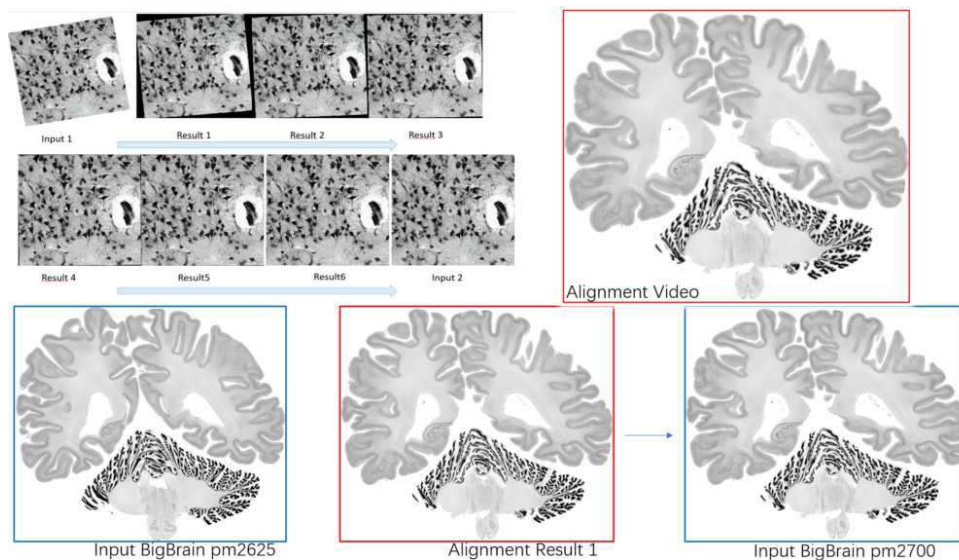 Input 1
Result 1
Result 2
Result 3
Result 4
Result5
Result6
Input 2
Alignment Video
Input BigBrain pm2625
Alignment Result 1
Input BigBrain pm2700